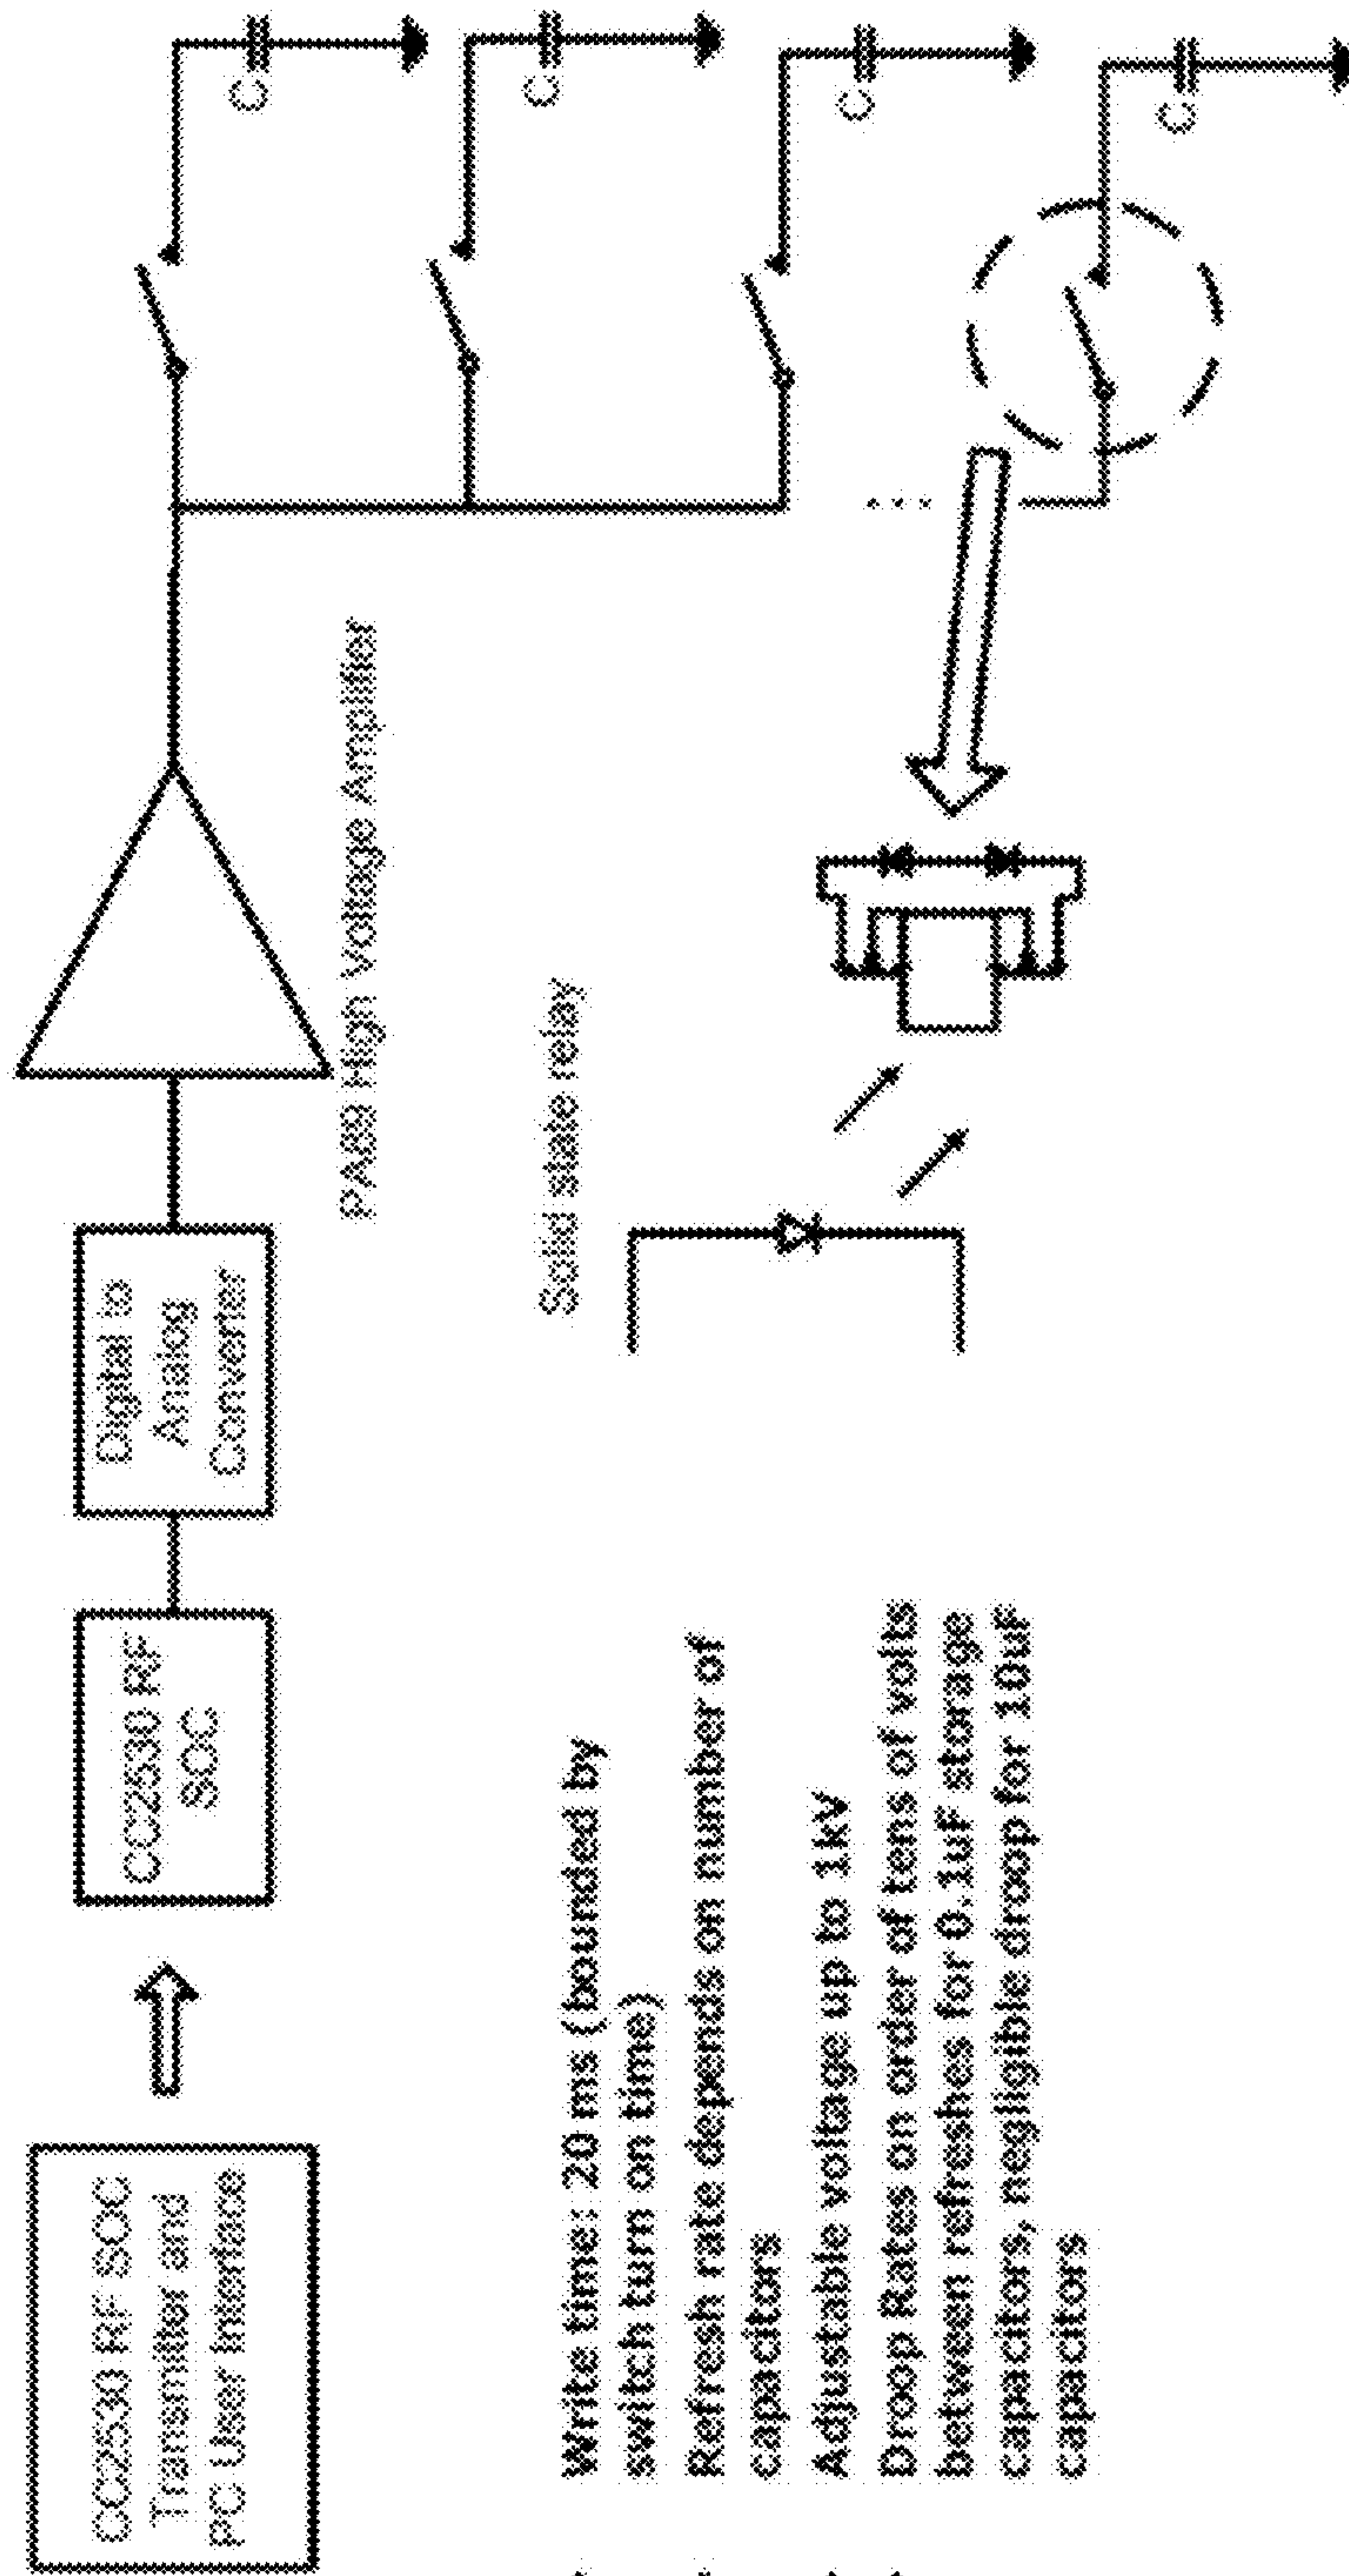 CC2530 RF SOC
Transmitter and
PC User Interface
CC2530 RF
SOC
Digital to
Analog
Converter
PA89 High Voltage Amplifier
C
C
C
C
Solid state relay
Write time: 20 ms (bounded by
switch turn on time)
Refresh rate depends on number of
capacitors
Adjustable voltage up to 1kV
Droop Rates on order of tens of volts
between refreshes for 0.1uF storage
capacitors, negligible droop for 10uF
capacitors